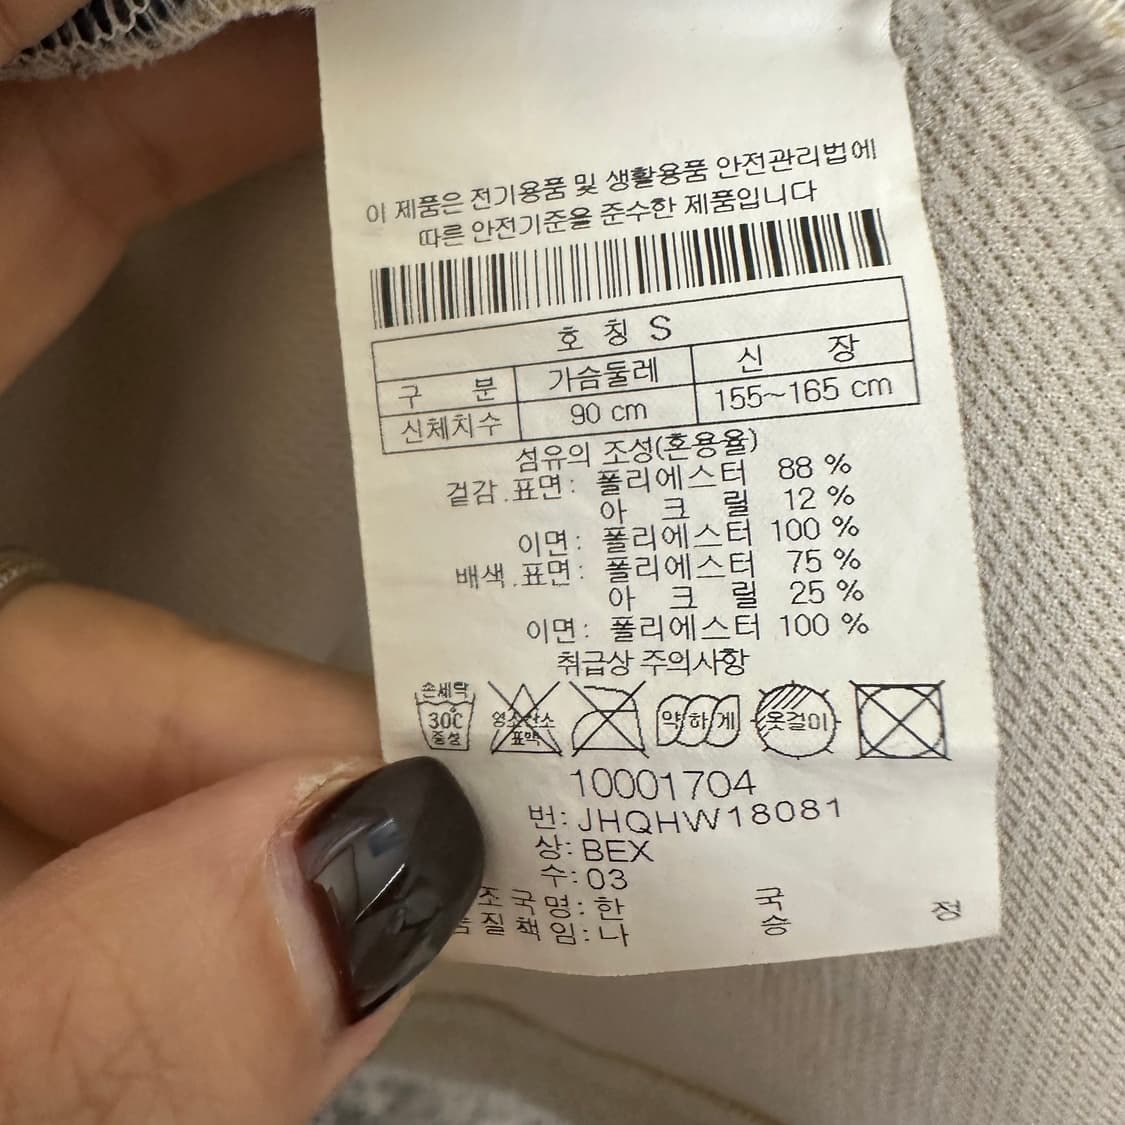 이 제품은 전기용품 및 생활용품 안전관리법에
따른 안전기준을 준수한 제품입니다
호 칭 S
구 분 가슴둘레 신 장
신체치수 90 cm 155~165 cm
섬유의 조성(혼용율)
겉감.표면: 폴리에스터 88 %
아 크 릴 12 %
이면: 폴리에스터 100 %
배색.표면: 폴리에스터 75 %
아 크 릴 25 %
이면: 폴리에스터 100 %
취급상 주의사항
손세탁 30℃ 중성
영소산소 표백
약하게
옷걸이
10001704
번: JHQHW18081
상: BEX
수: 03
조 국 명: 한 국
질 책 임: 나 승 정